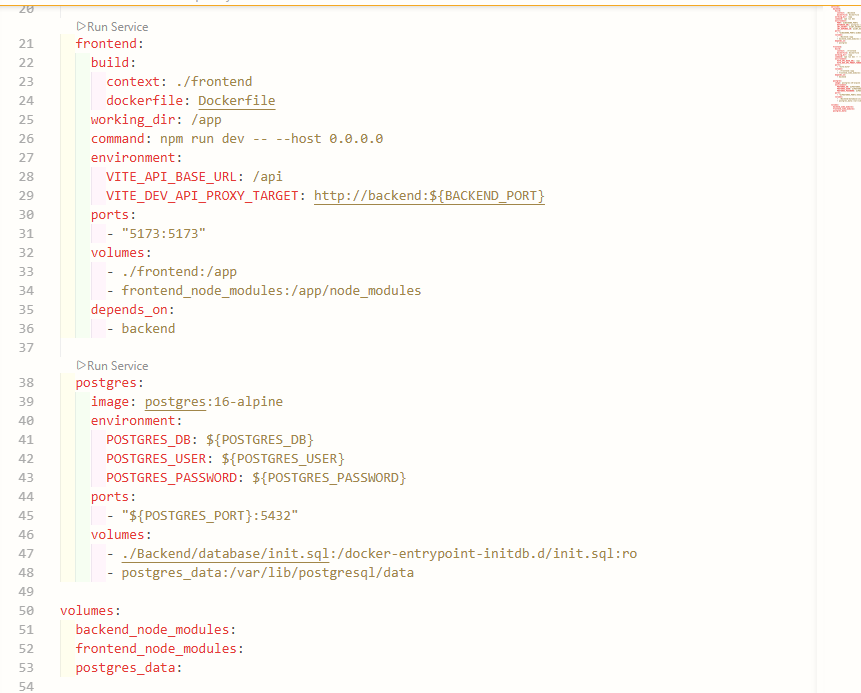 20
Run Service
21 frontend:
22 build:
23 context: ./frontend
24 dockerfile: Dockerfile
25 working_dir: /app
26 command: npm run dev -- --host 0.0.0.0
27 environment:
28 VITE_API_BASE_URL: /api
29 VITE_DEV_API_PROXY_TARGET: http://backend:${BACKEND_PORT}
30 ports:
31 - "5173:5173"
32 volumes:
33 - ./frontend:/app
34 - frontend_node_modules:/app/node_modules
35 depends_on:
36 - backend
37
Run Service
38 postgres:
39 image: postgres:16-alpine
40 environment:
41 POSTGRES_DB: ${POSTGRES_DB}
42 POSTGRES_USER: ${POSTGRES_USER}
43 POSTGRES_PASSWORD: ${POSTGRES_PASSWORD}
44 ports:
45 - "${POSTGRES_PORT}:5432"
46 volumes:
47 - ./Backend/database/init.sql:/docker-entrypoint-initdb.d/init.sql:ro
48 - postgres_data:/var/lib/postgresql/data
49
50 volumes:
51 backend_node_modules:
52 frontend_node_modules:
53 postgres_data:
54